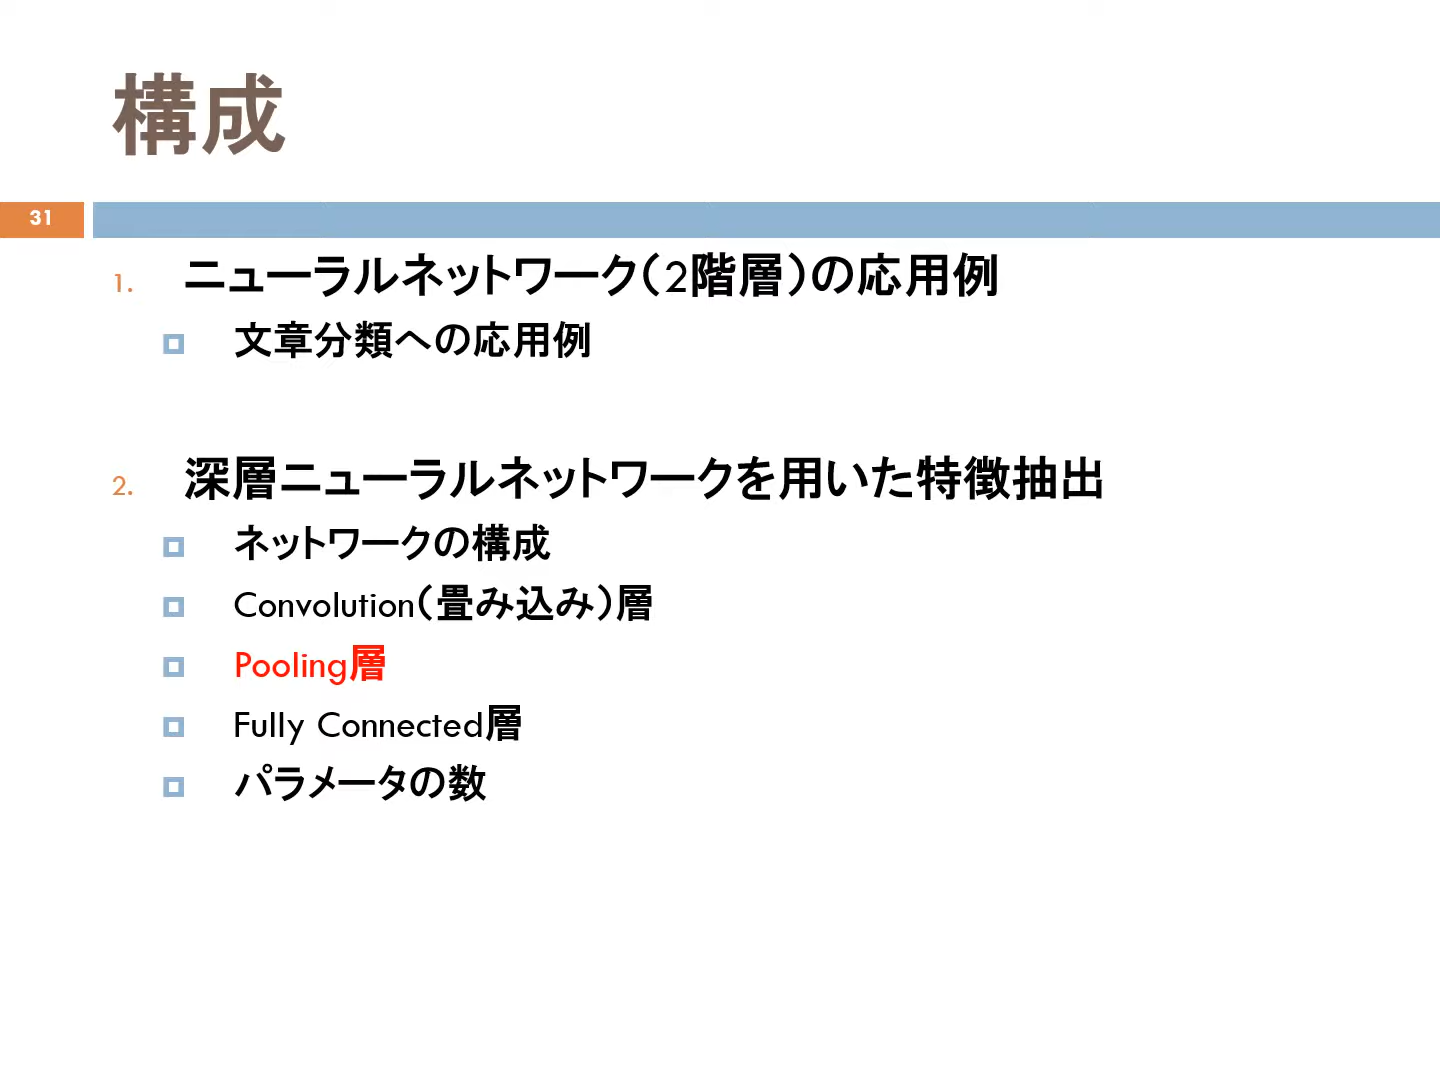 構成
31
1. ニューラルネットワーク（2階層）の応用例
文章分類への応用例
2. 深層ニューラルネットワークを用いた特徴抽出
ネットワークの構成
Convolution（畳み込み）層
Pooling層
Fully Connected層
パラメータの数